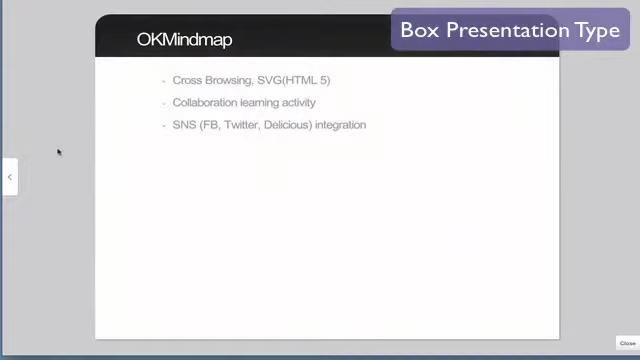 Box Presentation Type
OKMindmap
- Cross Browsing, SVG(HTML 5)
- Collaboration learning activity
- SNS (FB, Twitter, Delicious) integration
Close